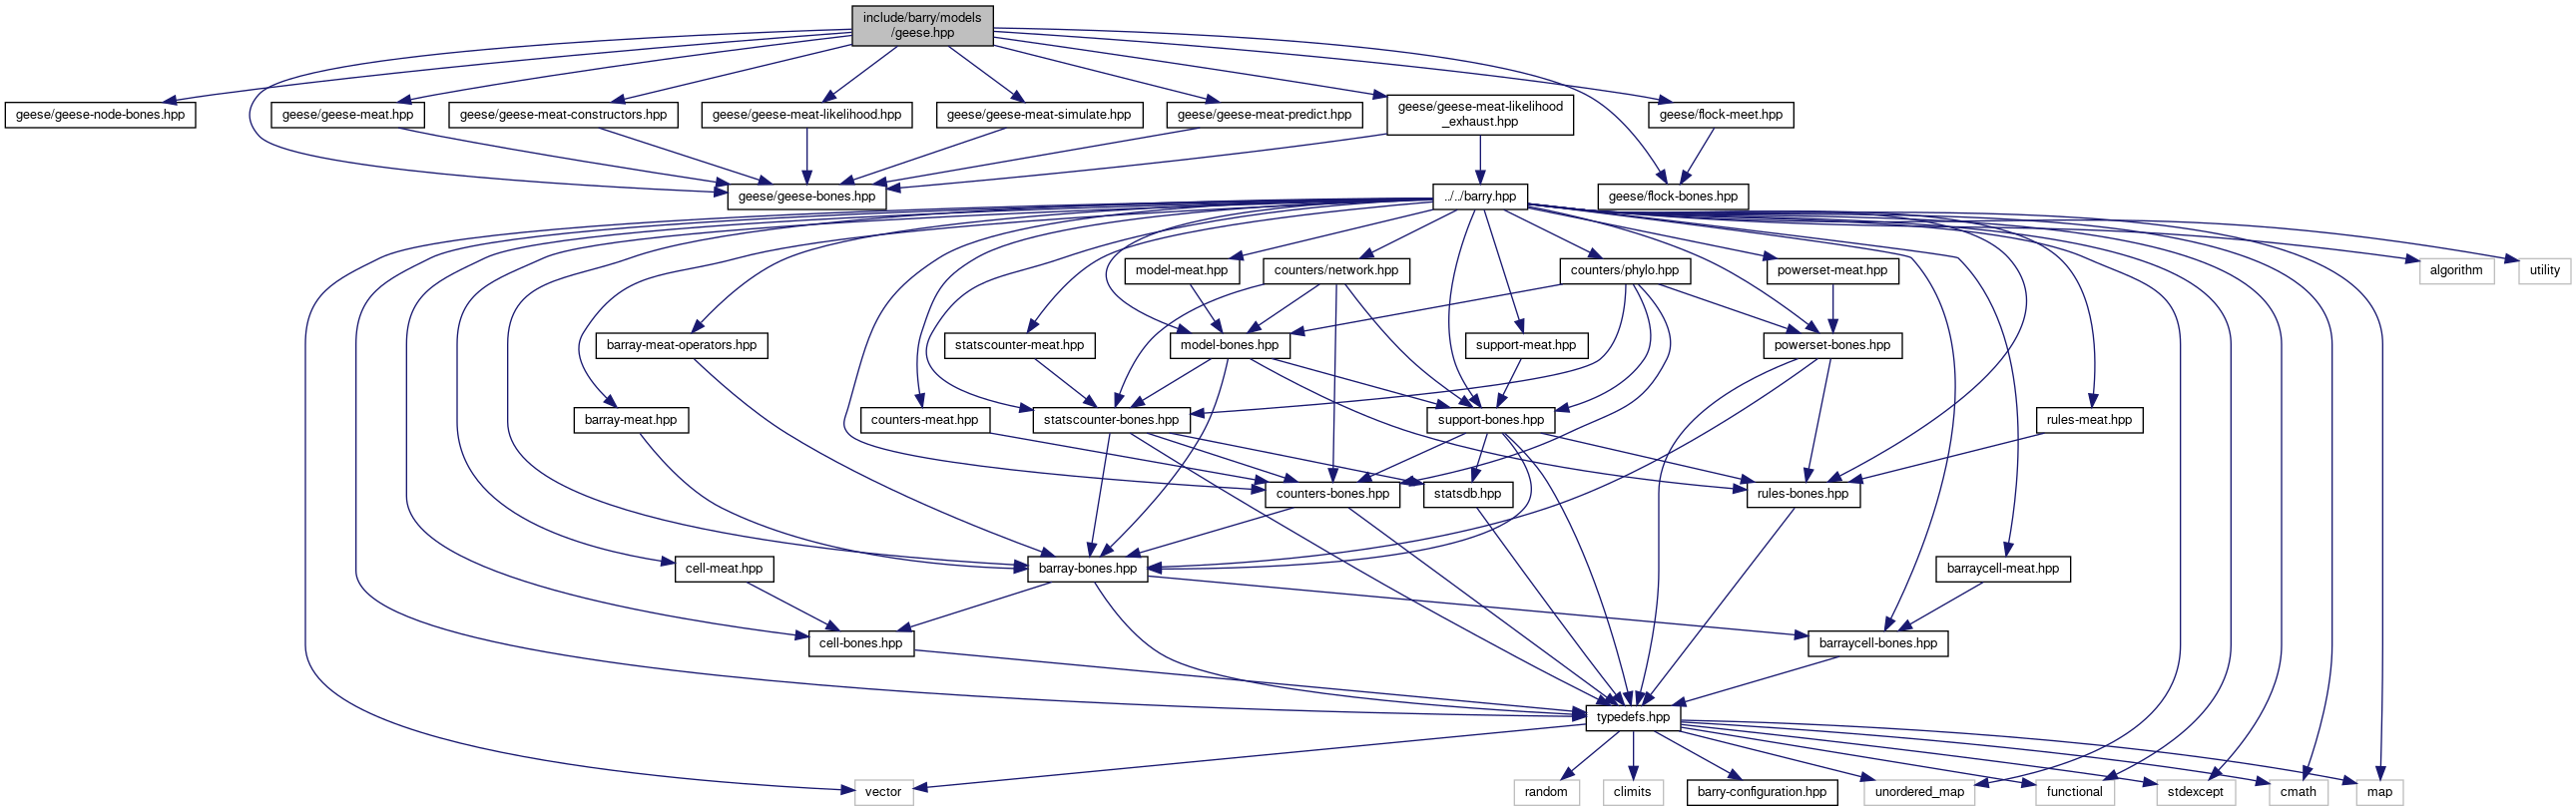 include/barry/models
/geese.hpp
geese/geese-node-bones.hpp
geese/geese-meat.hpp
geese/geese-meat-constructors.hpp
geese/geese-meat-likelihood.hpp
geese/geese-meat-simulate.hpp
geese/geese-meat-predict.hpp
geese/geese-meat-likelihood
_exhaust.hpp
geese/flock-meet.hpp
geese/geese-bones.hpp
../../barry.hpp
geese/flock-bones.hpp
model-meat.hpp
counters/network.hpp
counters/phylo.hpp
powerset-meat.hpp
algorithm
utility
barray-meat-operators.hpp
statscounter-meat.hpp
model-bones.hpp
support-meat.hpp
powerset-bones.hpp
barray-meat.hpp
counters-meat.hpp
statscounter-bones.hpp
support-bones.hpp
rules-meat.hpp
counters-bones.hpp
statsdb.hpp
rules-bones.hpp
cell-meat.hpp
barray-bones.hpp
barraycell-meat.hpp
cell-bones.hpp
barraycell-bones.hpp
typedefs.hpp
vector
random
climits
barry-configuration.hpp
unordered_map
functional
stdexcept
cmath
map